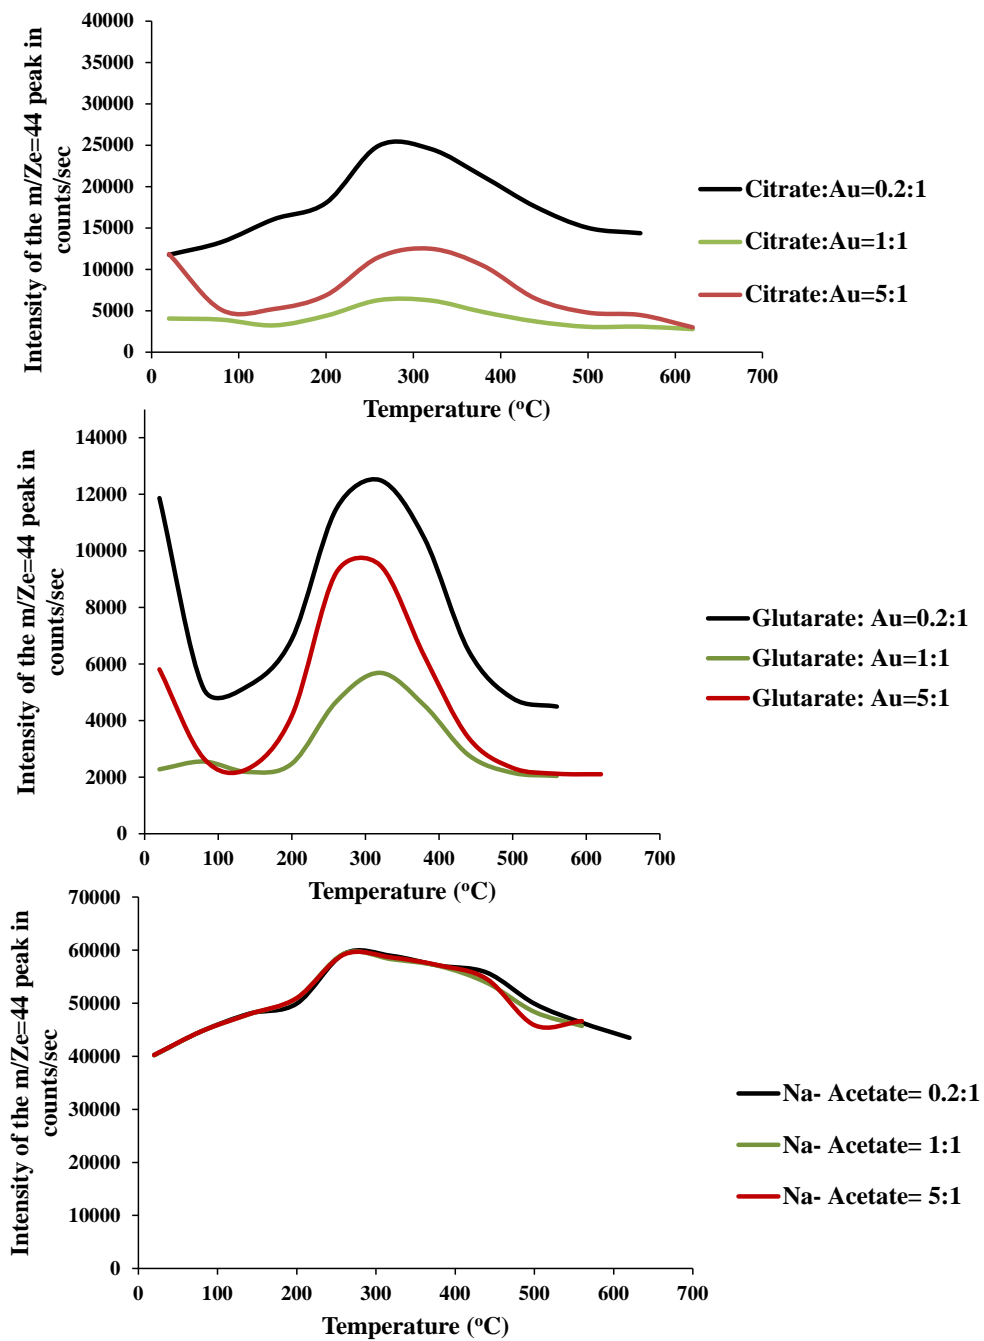 Intensity of the m/Ze=44 peak in
counts/sec
40000
35000
30000
25000
20000
15000
10000
5000
0
0 100 200 300 400 500 600 700
Temperature (ºC)
Citrate:Au=0.2:1
Citrate:Au=1:1
Citrate:Au=5:1
Intensity of the m/Ze=44 peak in
counts/sec
14000
12000
10000
8000
6000
4000
2000
0
0 100 200 300 400 500 600 700
Temperature (ºC)
Glutarate: Au=0.2:1
Glutarate: Au=1:1
Glutarate: Au=5:1
Intensity of the m/Ze=44 peak in
counts/sec
70000
60000
50000
40000
30000
20000
10000
0
0 100 200 300 400 500 600 700
Temperature (ºC)
Na- Acetate= 0.2:1
Na- Acetate= 1:1
Na- Acetate= 5:1